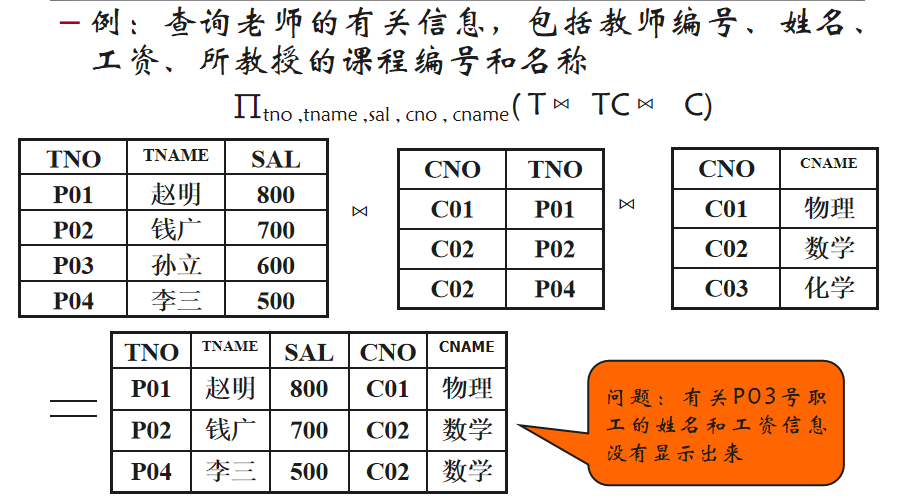 – 例：查询老师的有关信息，包括教师编号、姓名、
工资、所教授的课程编号和名称
∏tno ,tname ,sal , cno , cname( T ⋈ TC ⋈ C)
TNO TNAME SAL
P01 赵明 800
P02 钱广 700
P03 孙立 600
P04 李三 500
⋈
CNO TNO
C01 P01
C02 P02
C02 P04
⋈
CNO CNAME
C01 物理
C02 数学
C03 化学
TNO TNAME SAL CNO CNAME
P01 赵明 800 C01 物理
P02 钱广 700 C02 数学
P04 李三 500 C02 数学
问题：有关P03号职
工的姓名和工资信息
没有显示出来